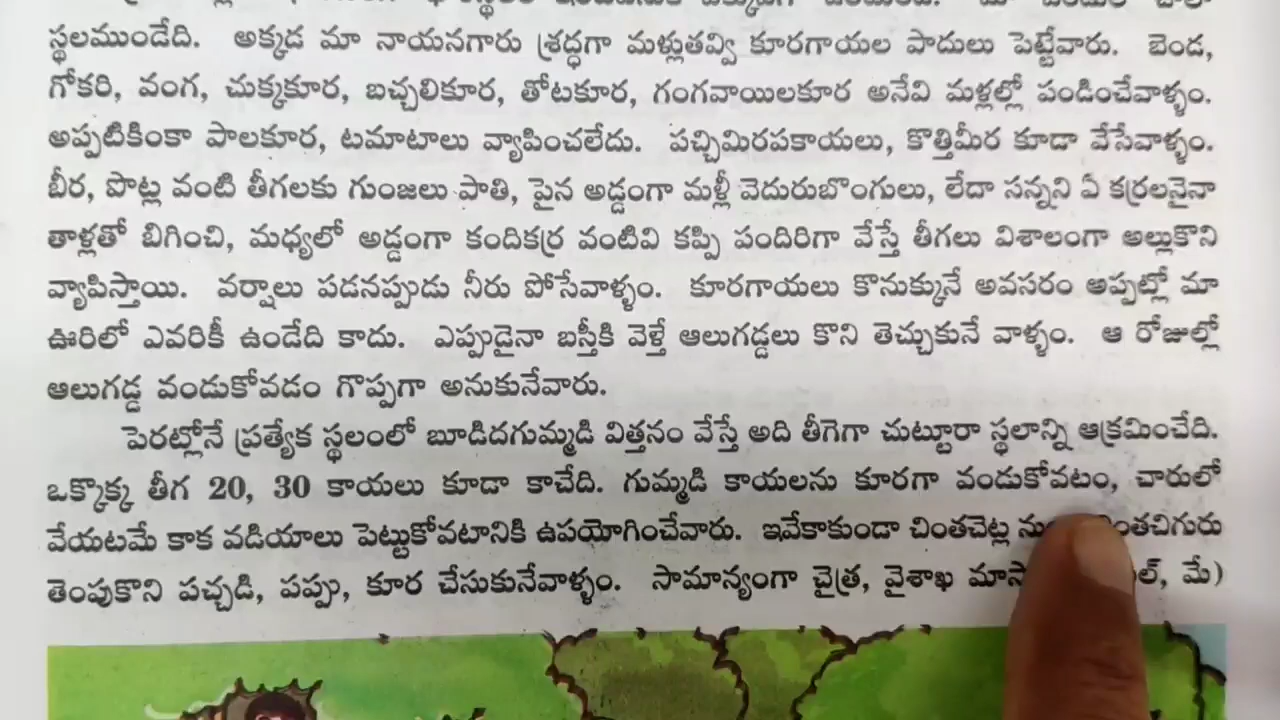 స్థలముండేది. అక్కడ మా నాయనగారు శ్రద్ధగా మళ్లుతవ్వి కూరగాయల పాదులు పెట్టేవారు. బెండ,
గోకరి, వంగ, చుక్కకూర, బచ్చలికూర, తోటకూర, గంగవాయిలకూర అనేవి మళ్లల్లో పండించేవాళ్ళం.
అప్పటికింకా పాలకూర, టమాటాలు వ్యాపించలేదు. పచ్చిమిరపకాయలు, కొత్తిమీర కూడా వేసేవాళ్ళం.
బీర, పొట్ల వంటి తీగలకు గుంజలు పాతి, పైన అడ్డంగా మళ్లీ వెదురుబొంగులు, లేదా సన్నని ఏ కర్రలనైనా
తాళ్లతో బిగించి, మధ్యలో అడ్డంగా కందికర్ర వంటివి కప్పి పందిరిగా వేస్తే తీగలు విశాలంగా అల్లుకొని
వ్యాపిస్తాయి. వర్షాలు పడనప్పుడు నీరు పోసేవాళ్ళం. కూరగాయలు కొనుక్కునే అవసరం అప్పట్లో మా
ఊరిలో ఎవరికీ ఉండేది కాదు. ఎప్పుడైనా బస్తీకి వెళ్తే ఆలుగడ్డలు కొని తెచ్చుకునే వాళ్ళం. ఆ రోజుల్లో
ఆలుగడ్డ వండుకోవడం గొప్పగా అనుకునేవారు.
పెరట్లోనే ప్రత్యేక స్థలంలో బూడిదగుమ్మడి విత్తనం వేస్తే అది తీగెగా చుట్టూరా స్థలాన్ని ఆక్రమించేది.
ఒక్కొక్క తీగ 20, 30 కాయలు కూడా కాచేది. గుమ్మడి కాయలను కూరగా వండుకోవటం, చారులో
వేయటమే కాక వడియాలు పెట్టుకోవటానికి ఉపయోగించేవారు. ఇవేకాకుండా చింతచెట్ల
తెంపుకొని పచ్చడి, పప్పు, కూర చేసుకునేవాళ్ళం. సామాన్యంగా చైత్ర, వైశాఖ మే)